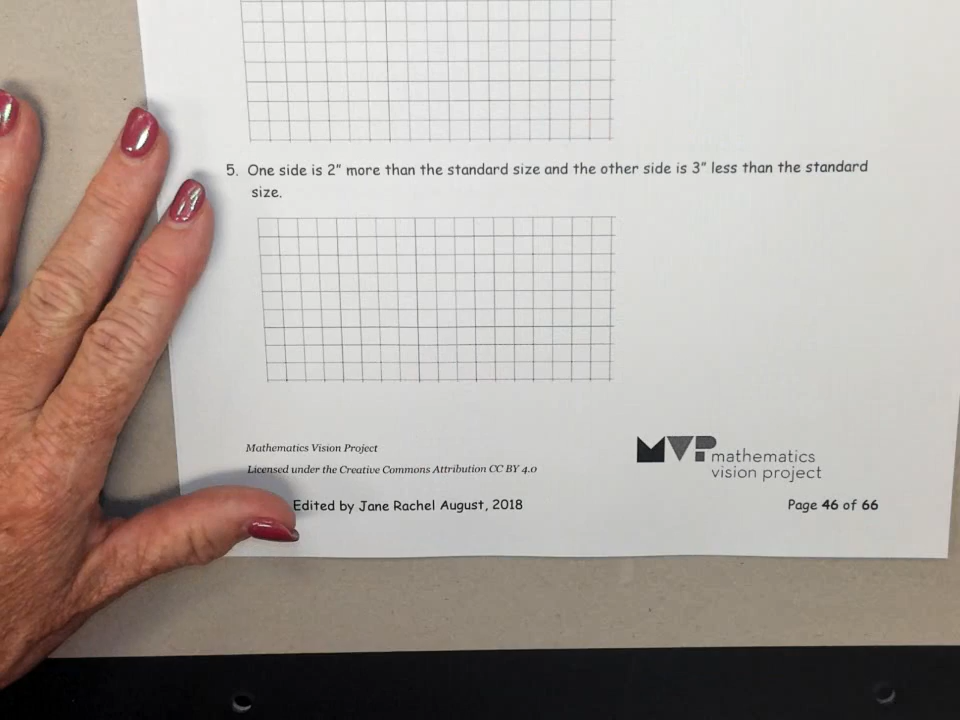 5. One side is 2" more than the standard size and the other side is 3" less than the standard
size.
Mathematics Vision Project
Licensed under the Creative Commons Attribution CC BY 4.0
MVP mathematics
vision project
Edited by Jane Rachel August, 2018
Page 46 of 66